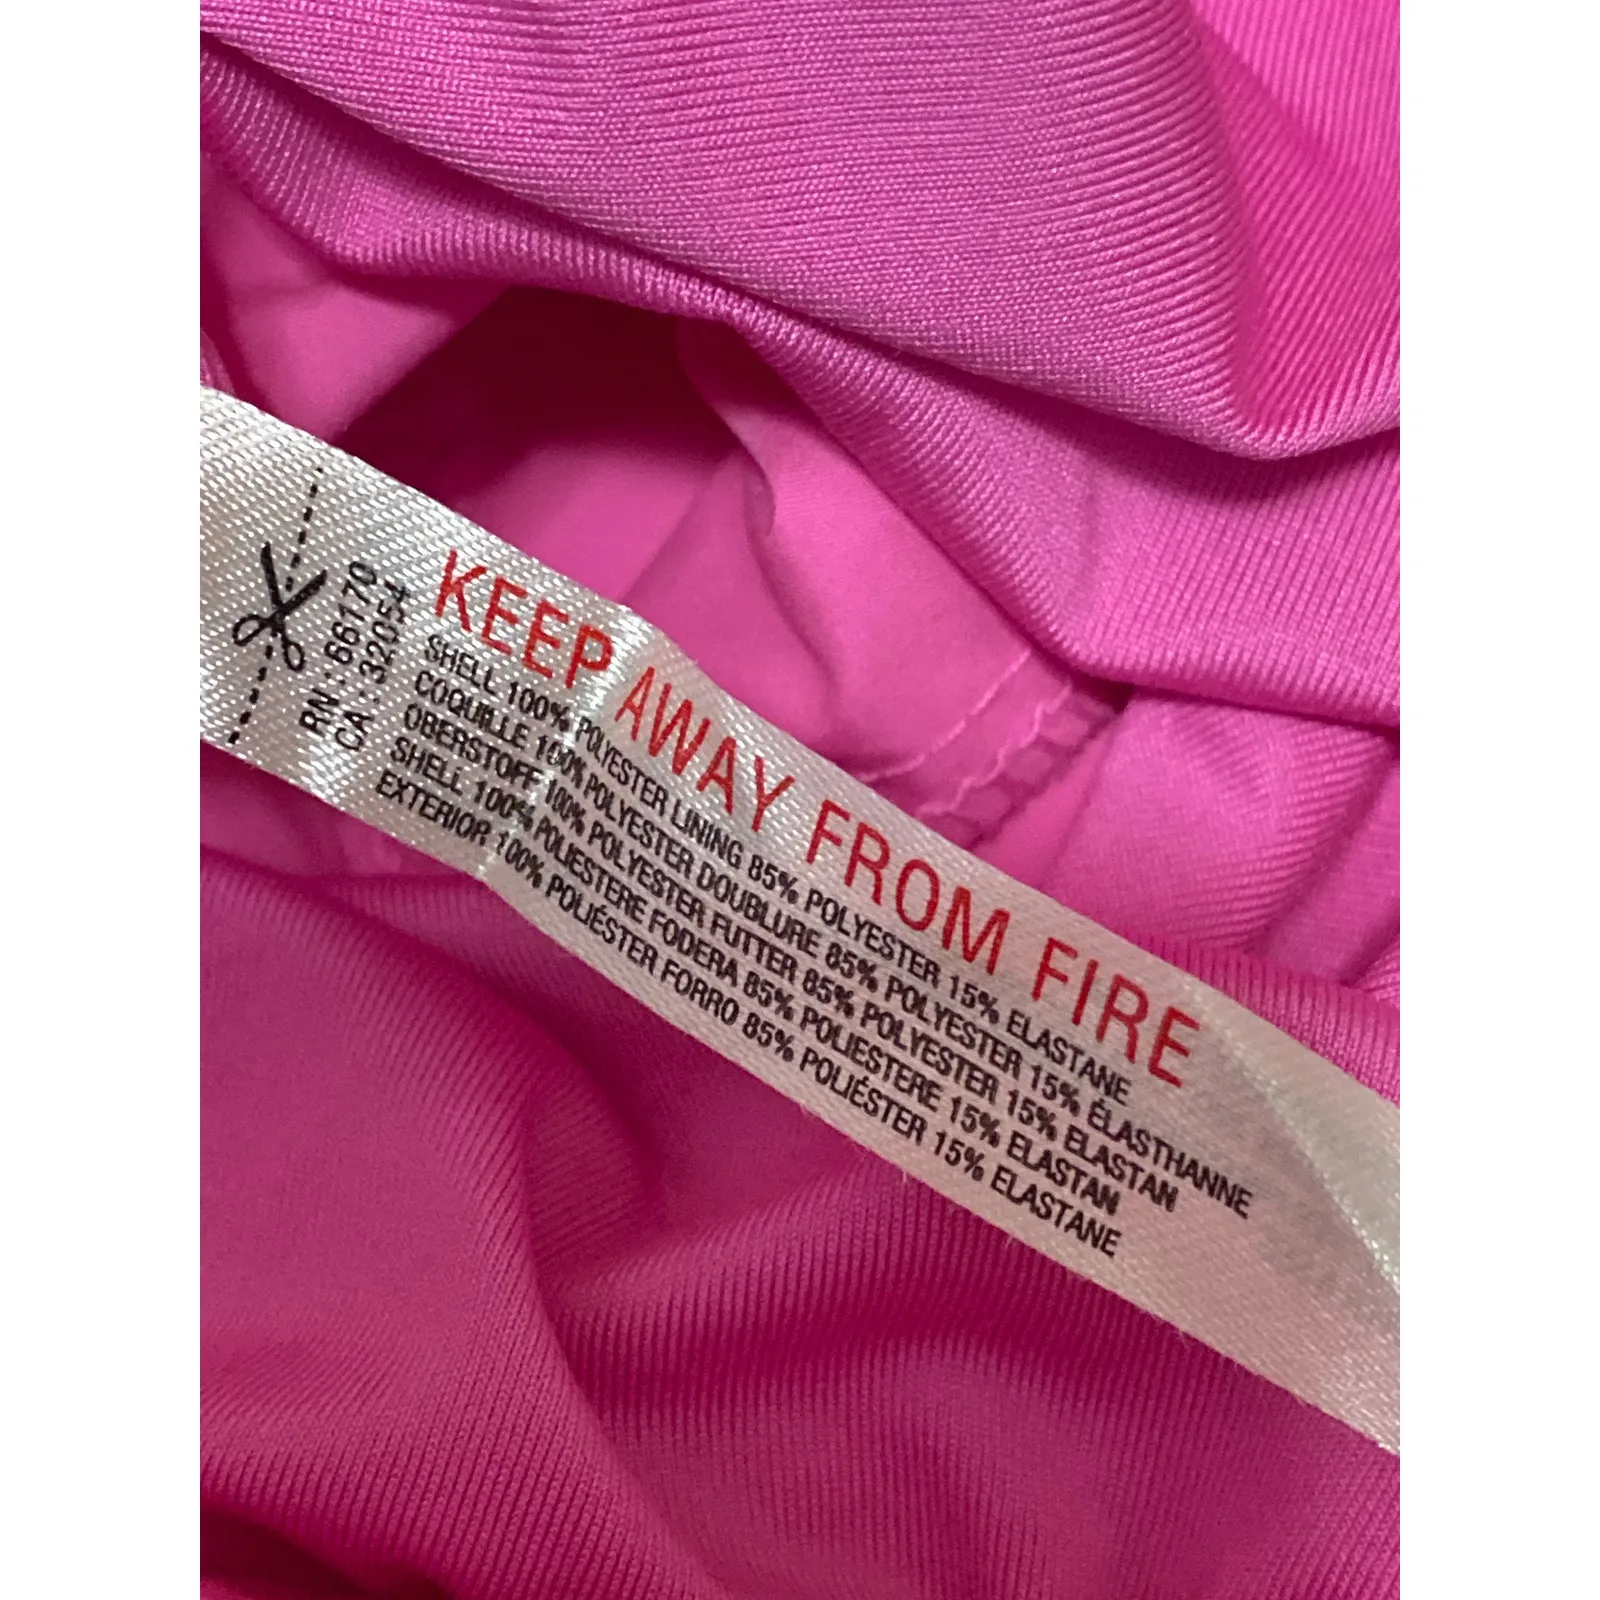 RN : 66170
CA : 32054
KEEP AWAY FROM FIRE
SHELL 100% POLYESTER LINING 85% POLYESTER 15% ELASTANE
COQUILLE 100% POLYESTER DOUBLURE 85% POLYESTER 15% ÉLASTHANNE
OBERSTOFF 100% POLYESTER FUTTER 85% POLYESTER 15% ELASTAN
SHELL 100% POLIESTERE FODERA 85% POLIESTERE 15% ELASTAN
EXTERIOR 100% POLIÉSTER FORRO 85% POLIÉSTER 15% ELASTANE